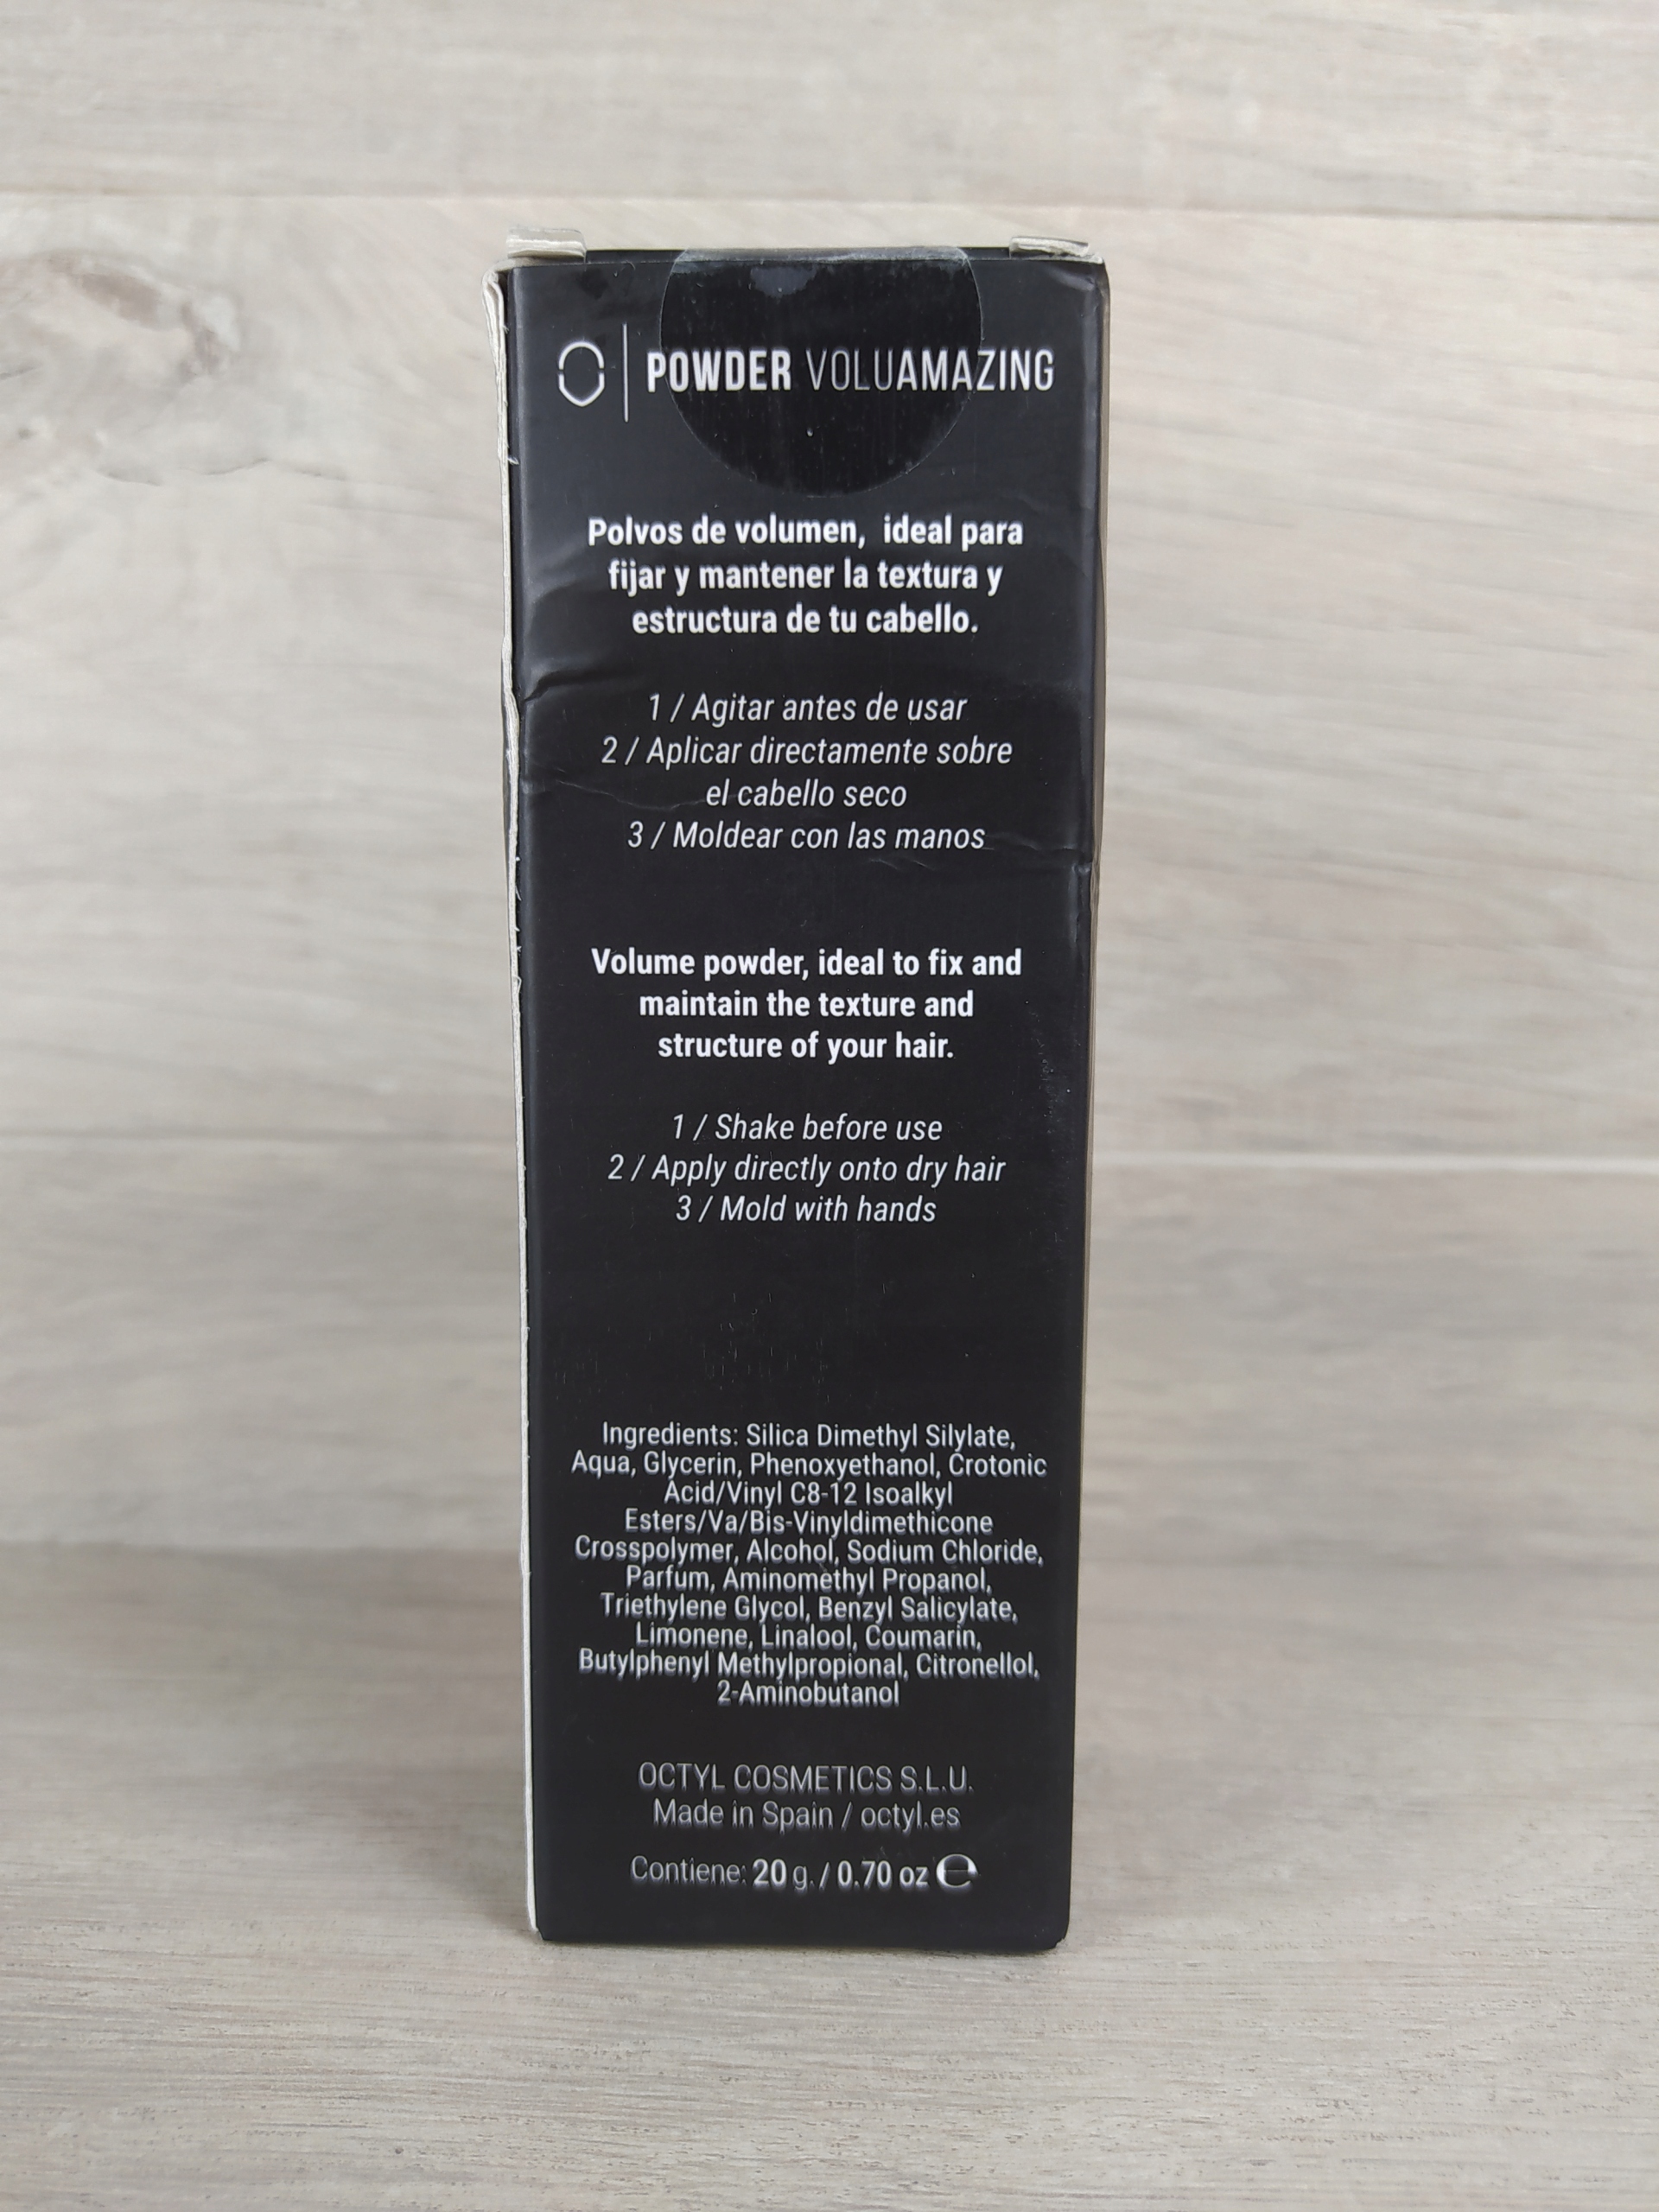 POWDER VOLUAMAZING
Polvos de volumen, ideal para
fijar y mantener la textura y
estructura de tu cabello.
1 / Agitar antes de usar
2 / Aplicar directamente sobre
el cabello seco
3 / Moldear con las manos
Volume powder, ideal to fix and
maintain the texture and
structure of your hair.
1 / Shake before use
2 / Apply directly onto dry hair
3 / Mold with hands
Ingredients: Silica Dimethyl Silylate,
Aqua, Glycerin, Phenoxyethanol, Crotonic
Acid/Vinyl C8-12 Isoalkyl
Esters/Va/Bis-Vinyldimethicone
Crosspolymer, Alcohol, Sodium Chloride,
Parfum, Aminomethyl Propanol,
Triethylene Glycol, Benzyl Salicylate,
Limonene, Linalool, Coumarin,
Butylphenyl Methylpropional, Citronellol,
2-Aminobutanol
OCTYL COSMETICS S.L.U.
Made in Spain / octyl.es
Contiene: 20 g. / 0.70 oz ℮